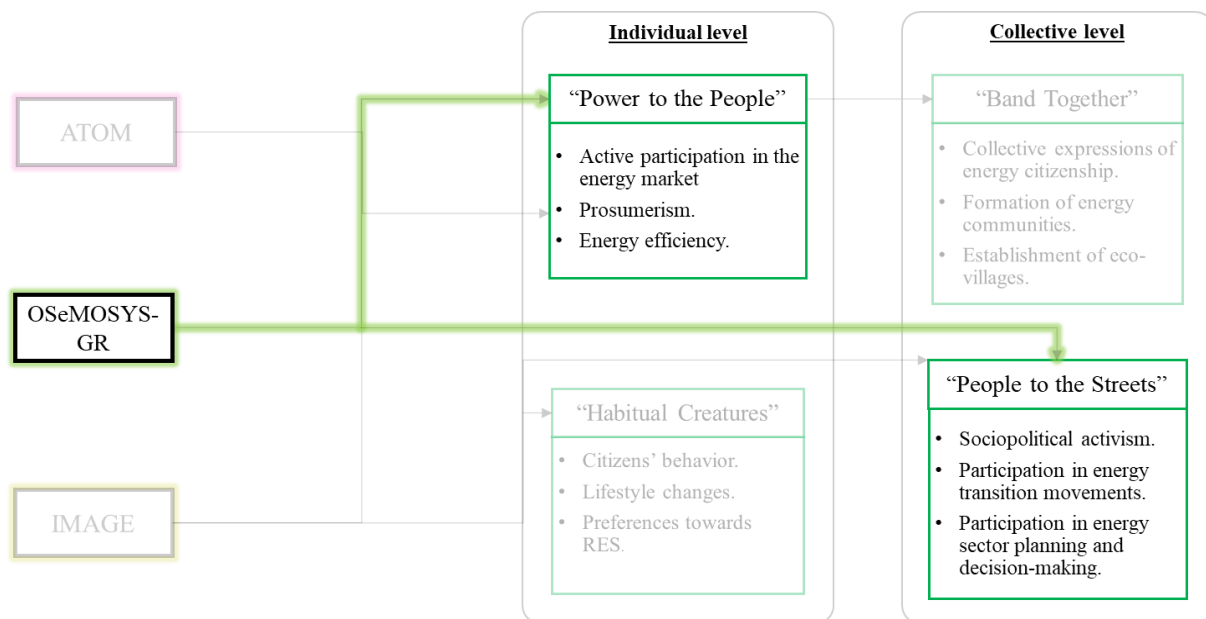 Individual level
Collective level
ATOM
OSeMOSYS-
GR
IMAGE
“Power to the People”
• Active participation in the
energy market
• Prosumerism.
• Energy efficiency.
“Band Together”
• Collective expressions of
energy citizenship.
• Formation of energy
communities.
• Establishment of eco-
villages.
“Habitual Creatures”
• Citizens’ behavior.
• Lifestyle changes.
• Preferences towards
RES.
“People to the Streets”
• Sociopolitical activism.
• Participation in energy
transition movements.
• Participation in energy
sector planning and
decision-making.